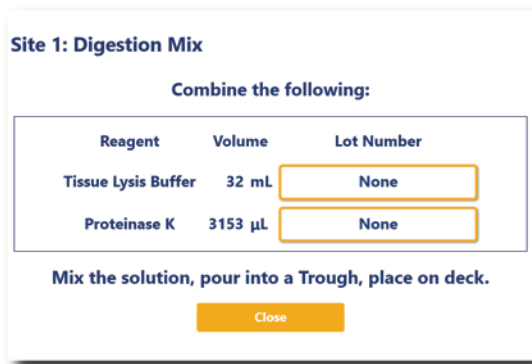 Site 1: Digestion Mix
Combine the following:
Reagent Volume Lot Number
Tissue Lysis Buffer 32 mL None
Proteinase K 3153 µL None
Mix the solution, pour into a Trough, place on deck.
Close